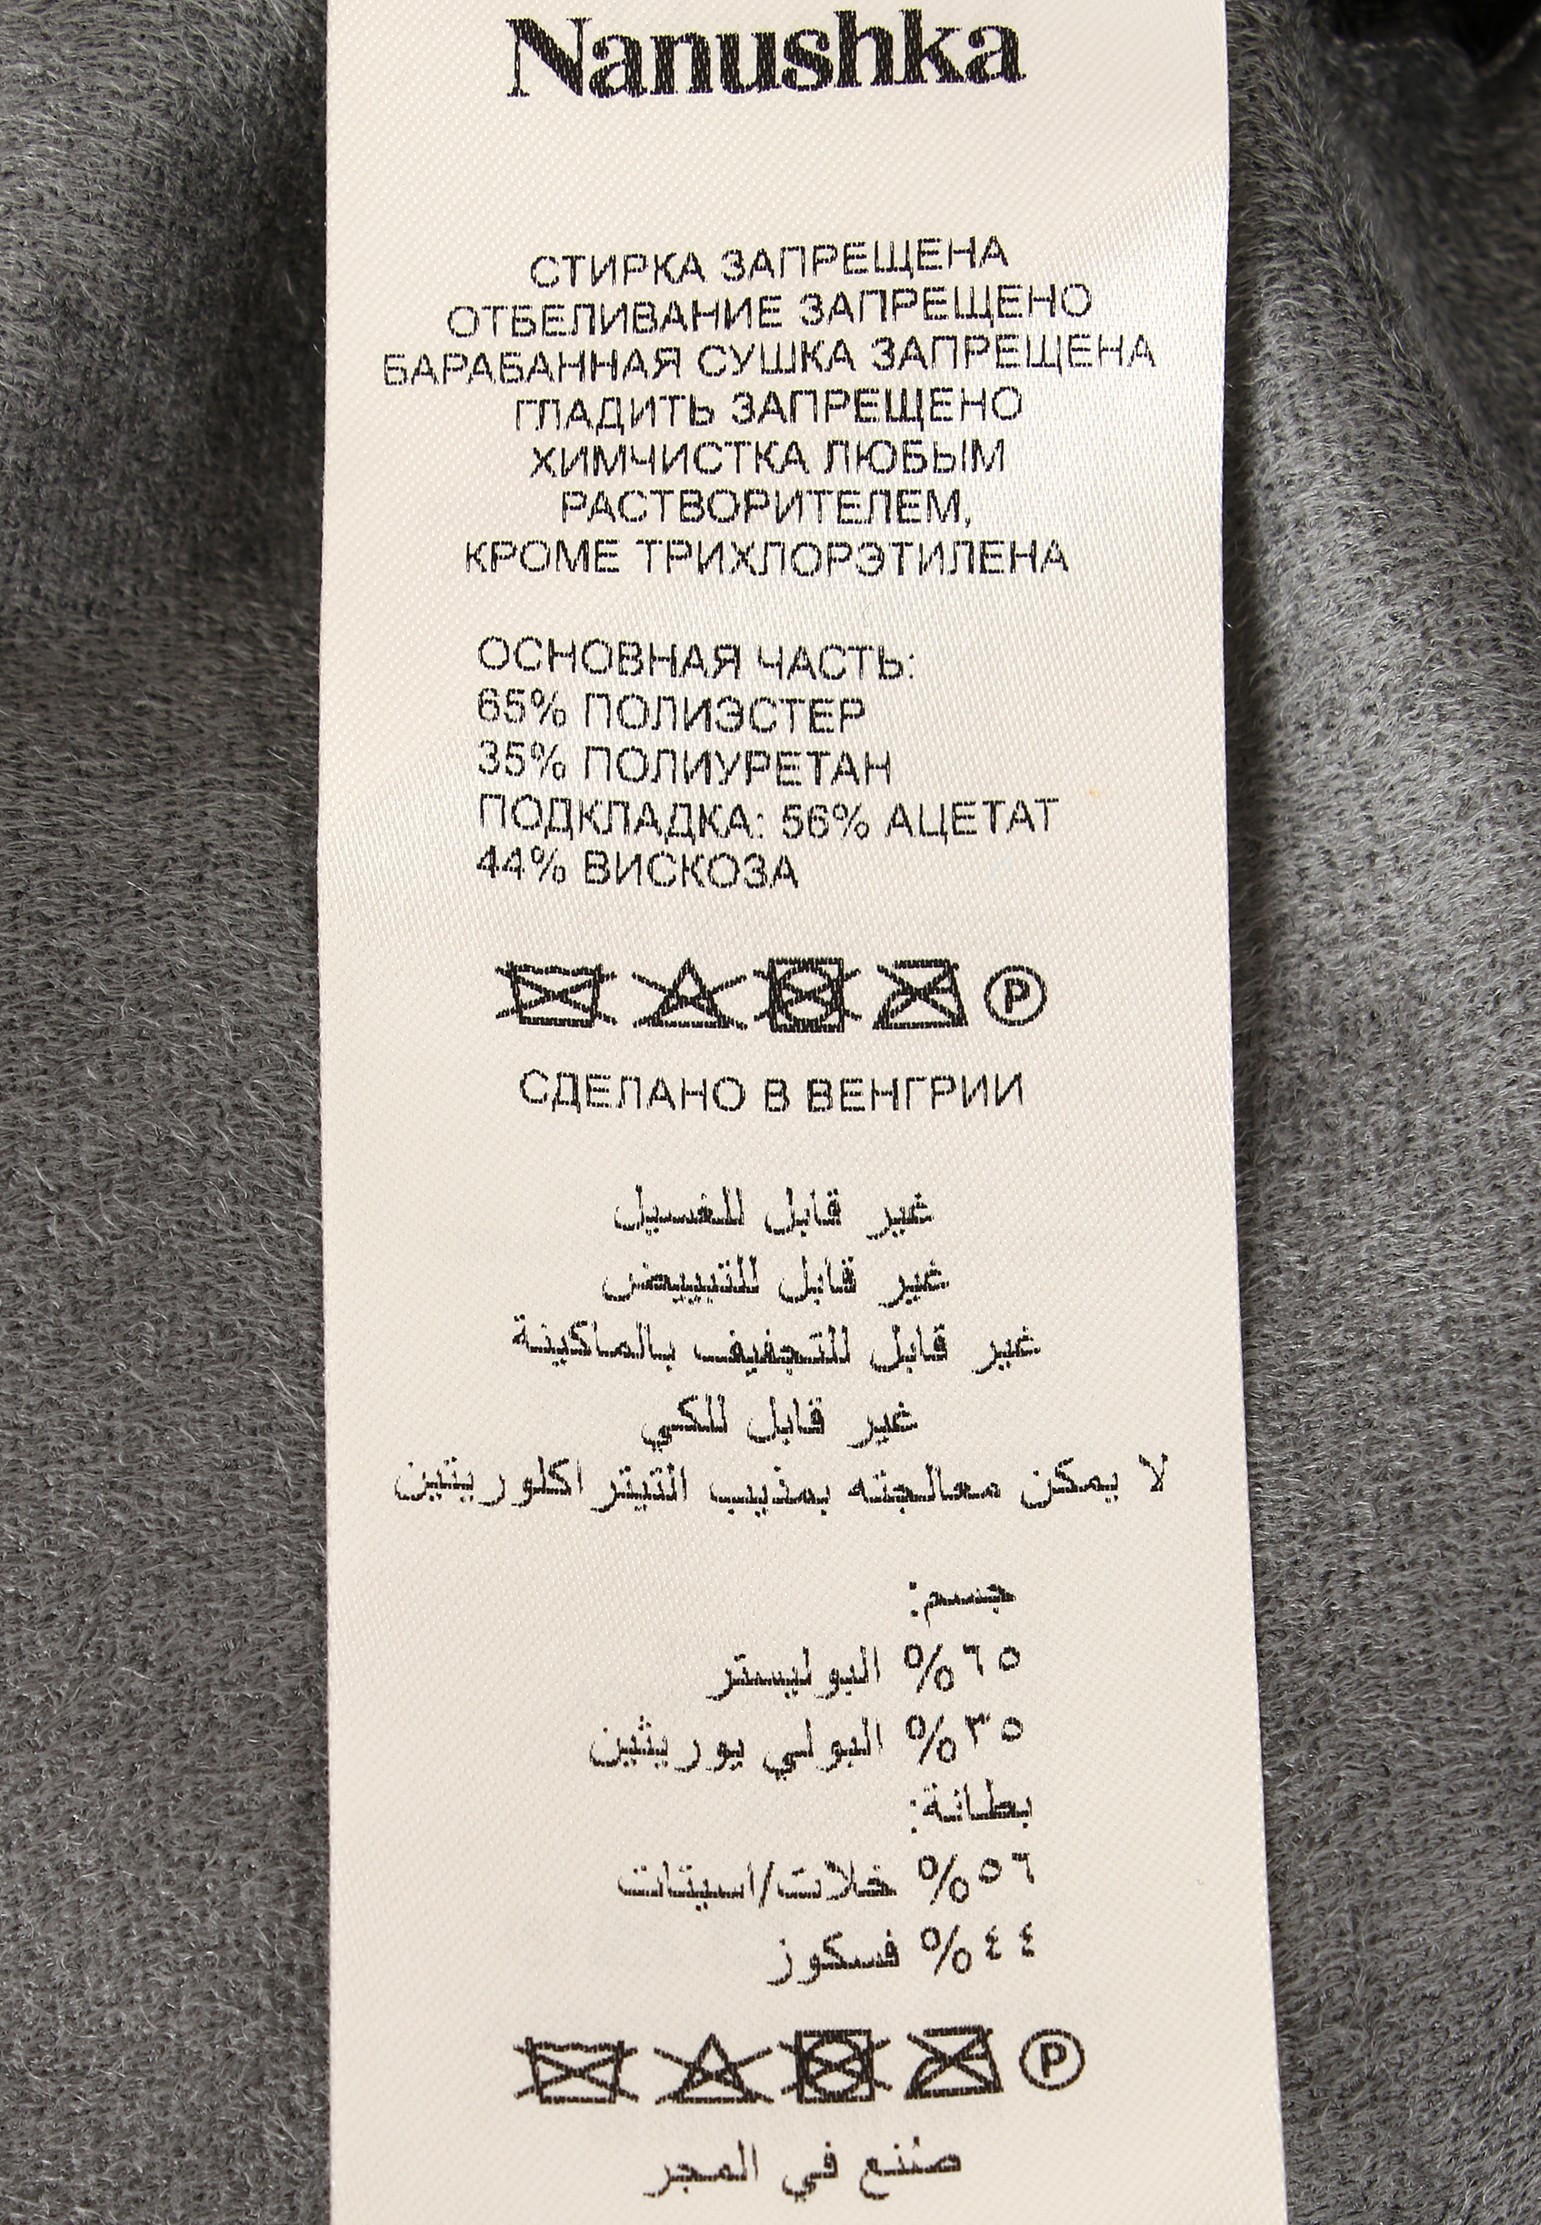 Nanushka
СТИРКА ЗАПРЕЩЕНА
ОТБЕЛИВАНИЕ ЗАПРЕЩЕНО
БАРАБАННАЯ СУШКА ЗАПРЕЩЕНА
ГЛАДИТЬ ЗАПРЕЩЕНО
ХИМЧИСТКА ЛЮБЫМ
РАСТВОРИТЕЛЕМ,
КРОМЕ ТРИХЛОРЭТИЛЕНА
ОСНОВНАЯ ЧАСТЬ:
65% ПОЛИЭСТЕР
35% ПОЛИУРЕТАН
ПОДКЛАДКА: 56% АЦЕТАТ
44% ВИСКОЗА
P
СДЕЛАНО В ВЕНГРИИ
غير قابل للغسيل
غير قابل للتبييض
غير قابل للتجفيف بالماكينة
غير قابل للكي
لا يمكن معالجته بمذيب التيتر اكلوريتين
جسم:
٦٥% البوليستر
٣٥% البولي يوريثين
بطانة:
٥٦% خلات/اسيتات
٤٤% فسكوز
P
صُنع في المجر